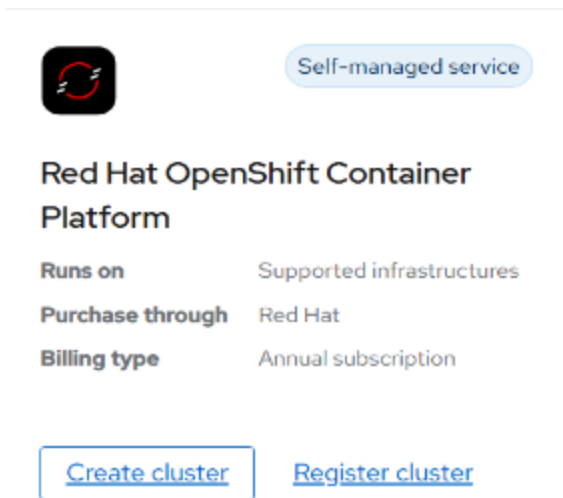 Self-managed service
Red Hat OpenShift Container
Platform
Runs on Supported infrastructures
Purchase through Red Hat
Billing type Annual subscription
Create cluster Register cluster